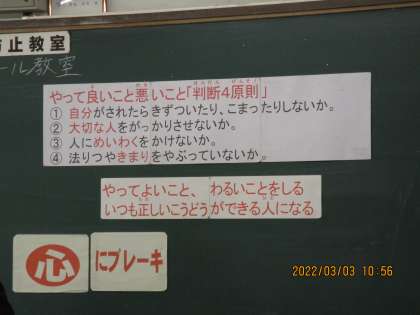 止教室
ール教室
やって良いこと悪いこと「判断4原則」
① 自分がされたらきずついたり、こまったりしないか。
② 大切な人をがっかりさせないか。
③ 人にめいわくをかけないか。
④ 法りつやきまりをやぶっていないか。
やってよいこと、わるいことをしる
いつも正しいこうどうができる人になる
心 にブレーキ
2022/03/03 10:56